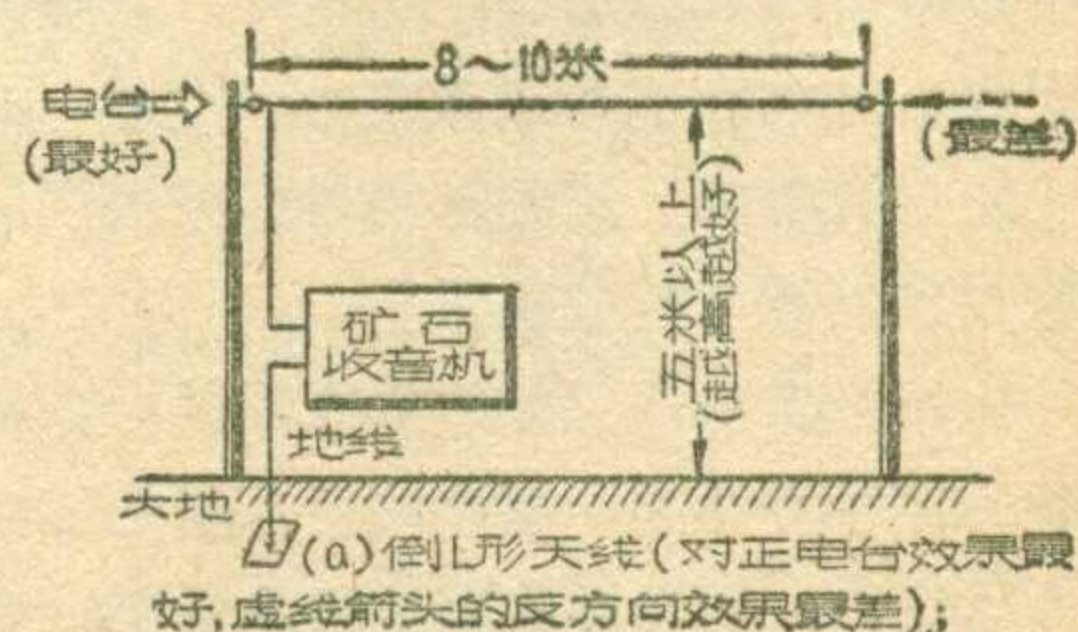 8～10米
电台
(最好)
(最差)
五米以上
(越高越好)
矿石
收音机
地线
大地
(a)倒L形天线(对正电台效果最
好,虚线箭头的反方向效果最差);